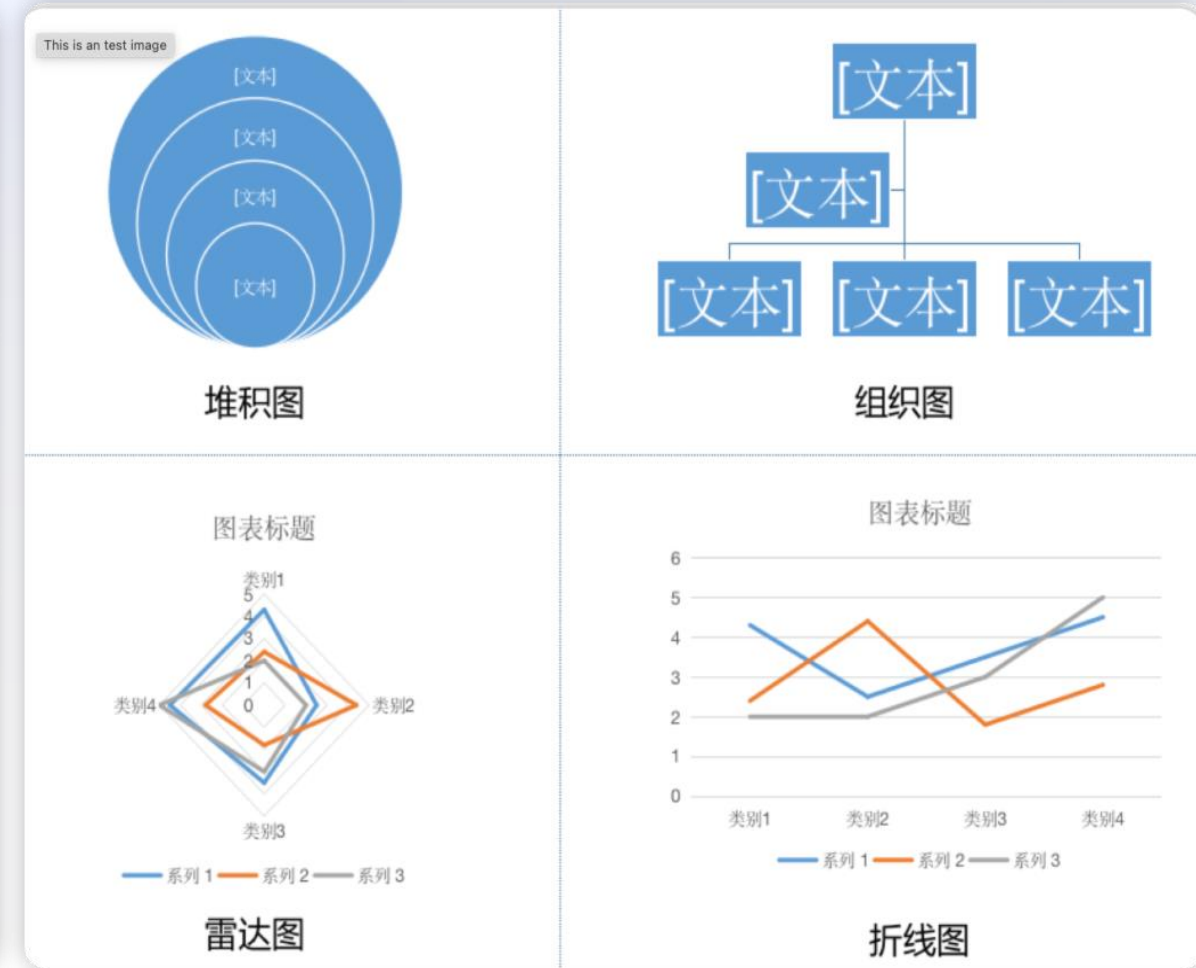 This is an test image
[文本]
[文本]
[文本]
[文本]
堆积图
[文本]
[文本]
[文本] [文本] [文本]
组织图
图表标题
类别1
5
4
3
2
1
0
类别4
类别2
类别3
系列 1 系列 2 系列 3
雷达图
图表标题
6
5
4
3
2
1
0
类别1 类别2 类别3 类别4
系列 1 系列 2 系列 3
折线图